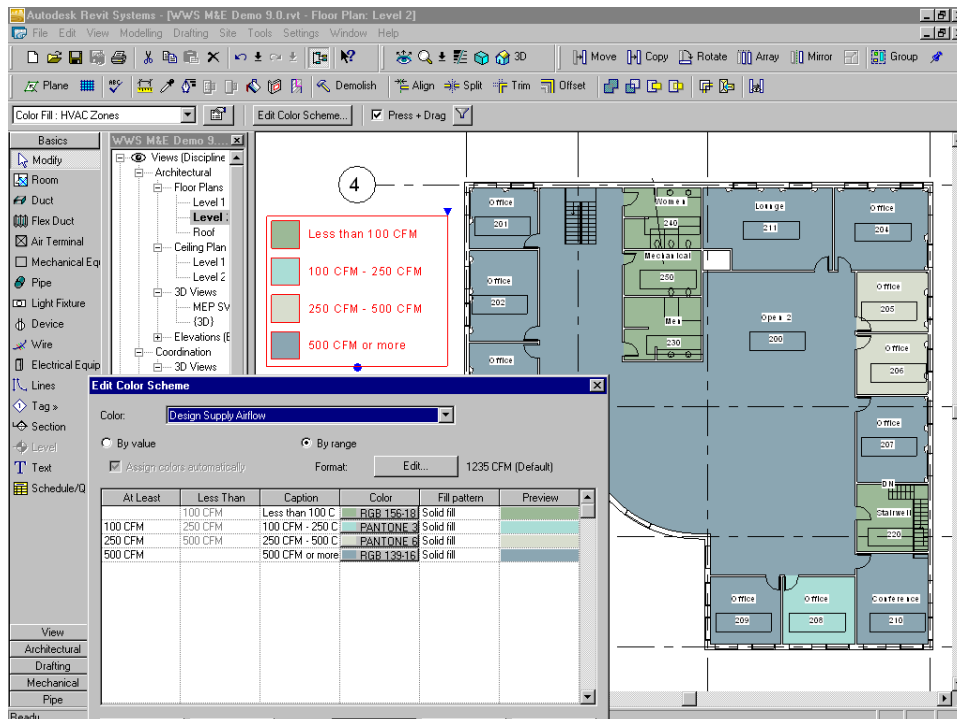 Autodesk Revit Systems - [WWS M&E Demo 9.0.rvt - Floor Plan: Level 2]
File Edit View Modelling Drafting Site Tools Settings Window Help
3D Move Copy Rotate Array Mirror Group
Plane Demolish Align Split Trim Offset
Color Fill : HVAC Zones Edit Color Scheme... Press + Drag
Basics
Modify
Room
Duct
Flex Duct
Air Terminal
Mechanical Eq
Pipe
Light Fixture
Device
Wire
Electrical Equip
Lines
Tag »
Section
Level
Text
Schedule/Q
View
Architectural
Drafting
Mechanical
Pipe
Ready
WWS M&E Demo 9....
Views (Discipline
Architectural
Floor Plans
Level 1
Level
Roof
Ceiling Plan
Level 1
Level 2
3D Views
MEP SV
{3D}
Elevations (E
Coordination
3D Views
4
Less than 100 CFM
100 CFM - 250 CFM
250 CFM - 500 CFM
500 CFM or more
Office
201
Women
240
Lounge
211
Office
204
Mechanical
250
Office
202
Men
230
Open 2
200
Office
205
Office
Office
206
Office
207
DN
Stairwell
220
Office
209
Office
208
Conference
210
Edit Color Scheme
Color: Design Supply Airflow
By value By range
Assign colors automatically Format: Edit... 1235 CFM (Default)
At Least Less Than Caption Color Fill pattern Preview
100 CFM Less than 100 C RGB 156-18 Solid fill
100 CFM 250 CFM 100 CFM - 250 C PANTONE 3 Solid fill
250 CFM 500 CFM 250 CFM - 500 C PANTONE 6 Solid fill
500 CFM 500 CFM or more RGB 139-16 Solid fill